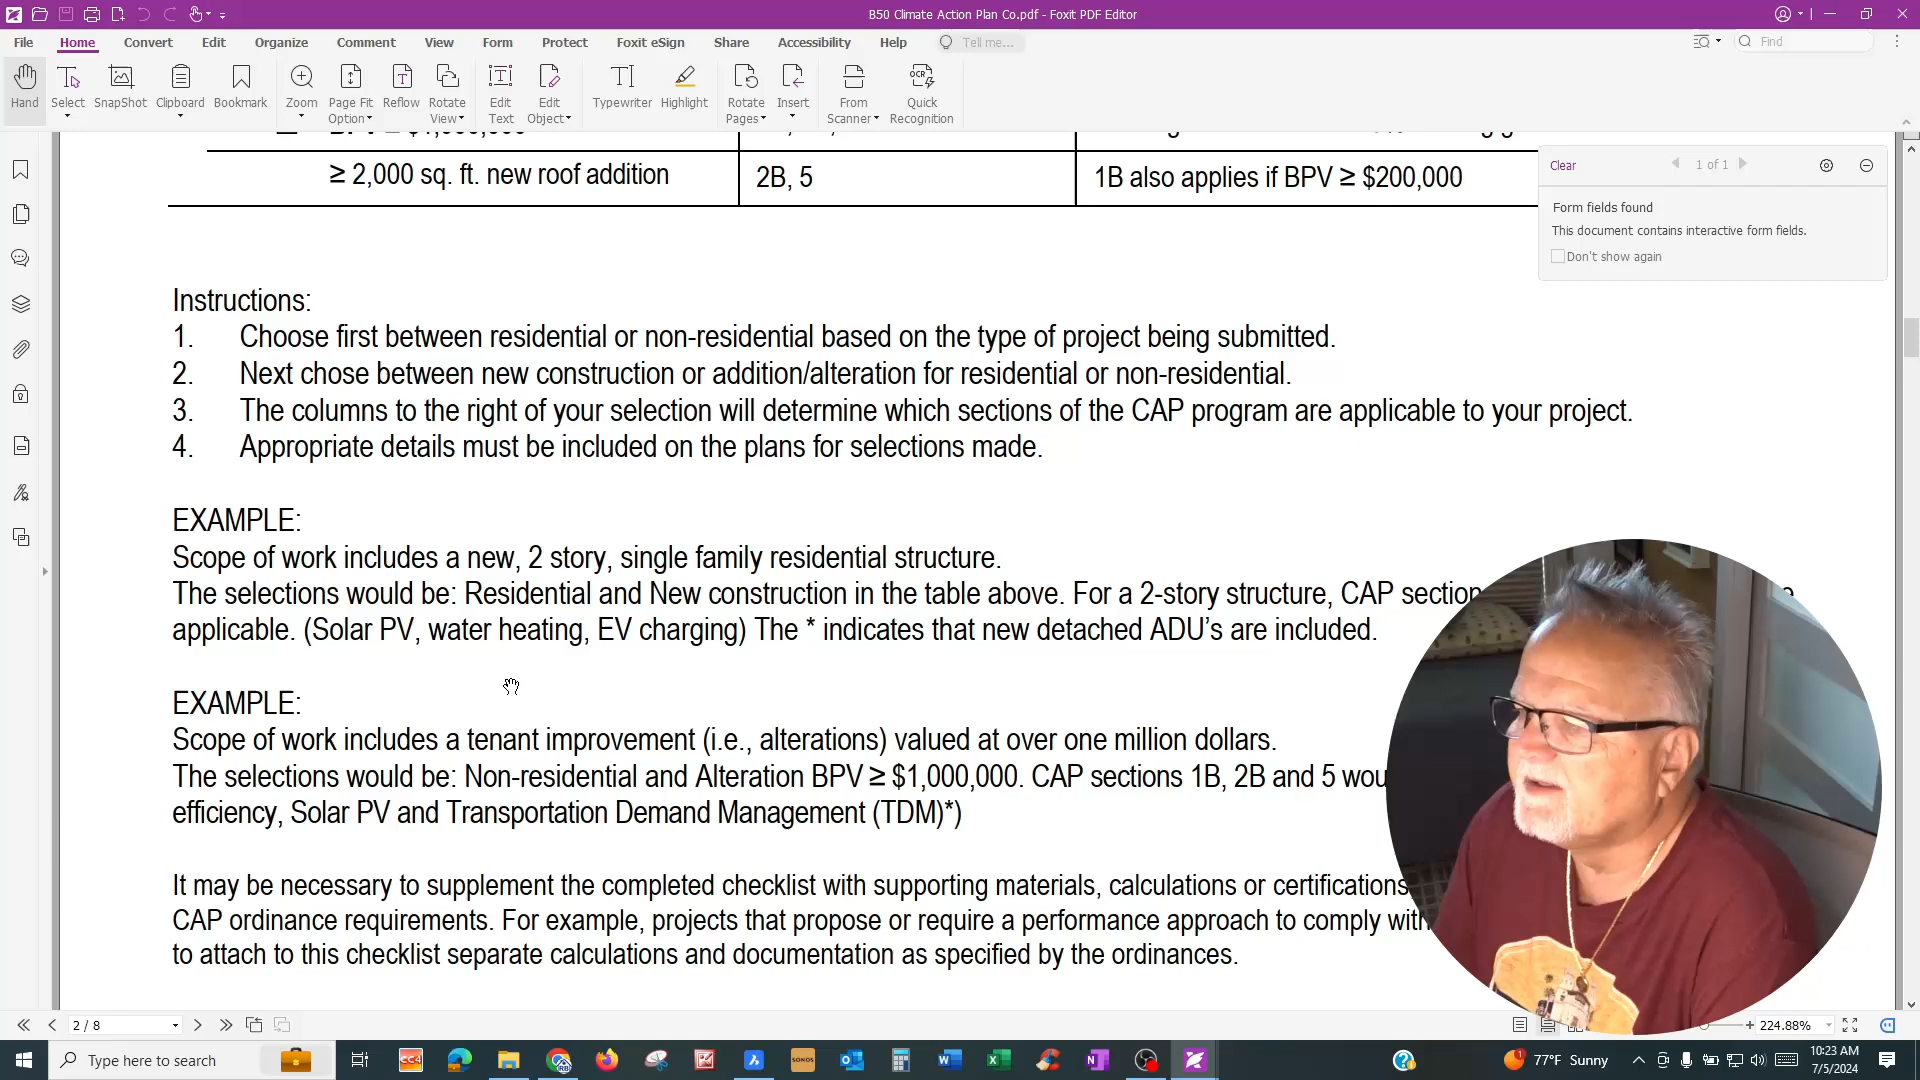 B50 Climate Action Plan Co.pdf - Foxit PDF Editor
File Home Convert Edit Organize Comment View Form Protect Foxit eSign Share Accessibility Help Tell me... Find
Hand Select SnapShot Clipboard Bookmark Zoom Page Fit Option Reflow Rotate View Edit Text Edit Object Typewriter Highlight Rotate Pages Insert From Scanner Quick Recognition
≥ 2,000 sq. ft. new roof addition 2B, 5 1B also applies if BPV ≥ $200,000
Clear 1 of 1
Form fields found
This document contains interactive form fields.
Don't show again
Instructions:
1. Choose first between residential or non-residential based on the type of project being submitted.
2. Next chose between new construction or addition/alteration for residential or non-residential.
3. The columns to the right of your selection will determine which sections of the CAP program are applicable to your project.
4. Appropriate details must be included on the plans for selections made.
EXAMPLE:
Scope of work includes a new, 2 story, single family residential structure.
The selections would be: Residential and New construction in the table above. For a 2-story structure, CAP section
applicable. (Solar PV, water heating, EV charging) The * indicates that new detached ADU's are included.
EXAMPLE:
Scope of work includes a tenant improvement (i.e., alterations) valued at over one million dollars.
The selections would be: Non-residential and Alteration BPV ≥ $1,000,000. CAP sections 1B, 2B and 5 wou
efficiency, Solar PV and Transportation Demand Management (TDM)*)
It may be necessary to supplement the completed checklist with supporting materials, calculations or certifications
CAP ordinance requirements. For example, projects that propose or require a performance approach to comply with
to attach to this checklist separate calculations and documentation as specified by the ordinances.
2 / 8 224.88%
Type here to search 77°F Sunny 10:23 AM
7/5/2024